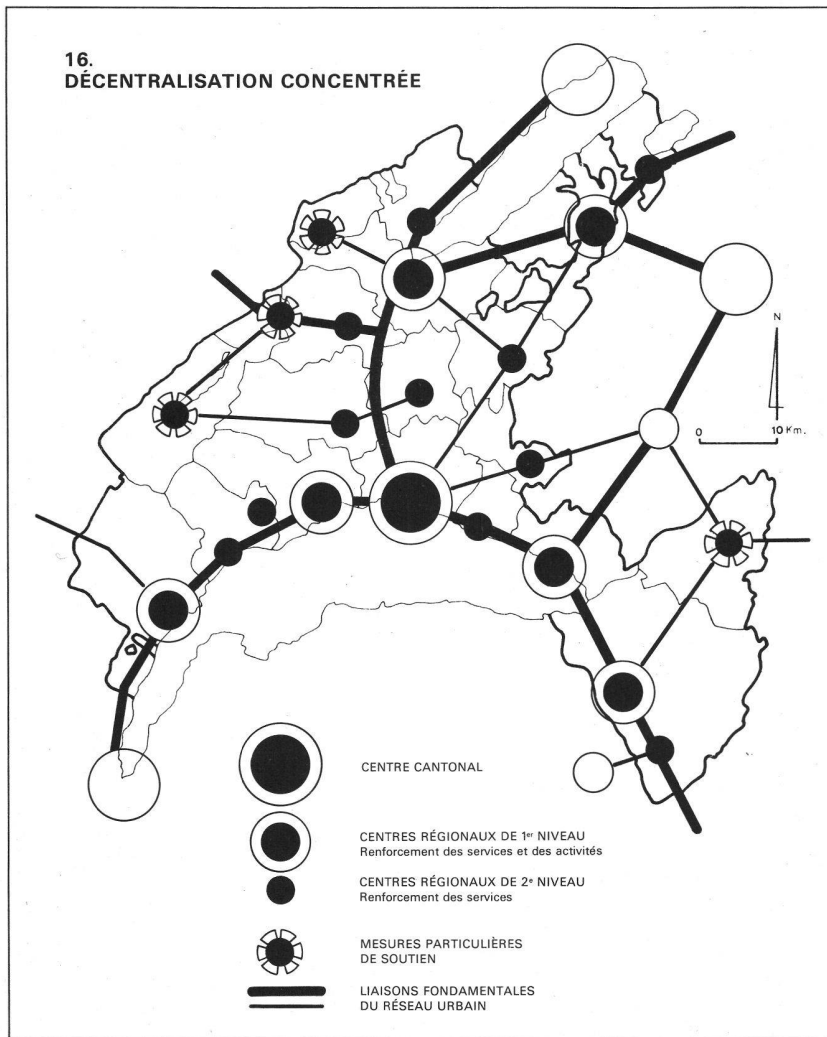 16.
DÉCENTRALISATION CONCENTRÉE
N
0 10 Km.
CENTRE CANTONAL
CENTRES RÉGIONAUX DE 1er NIVEAU
Renforcement des services et des activités
CENTRES RÉGIONAUX DE 2e NIVEAU
Renforcement des services
MESURES PARTICULIÈRES
DE SOUTIEN
LIAISONS FONDAMENTALES
DU RÉSEAU URBAIN